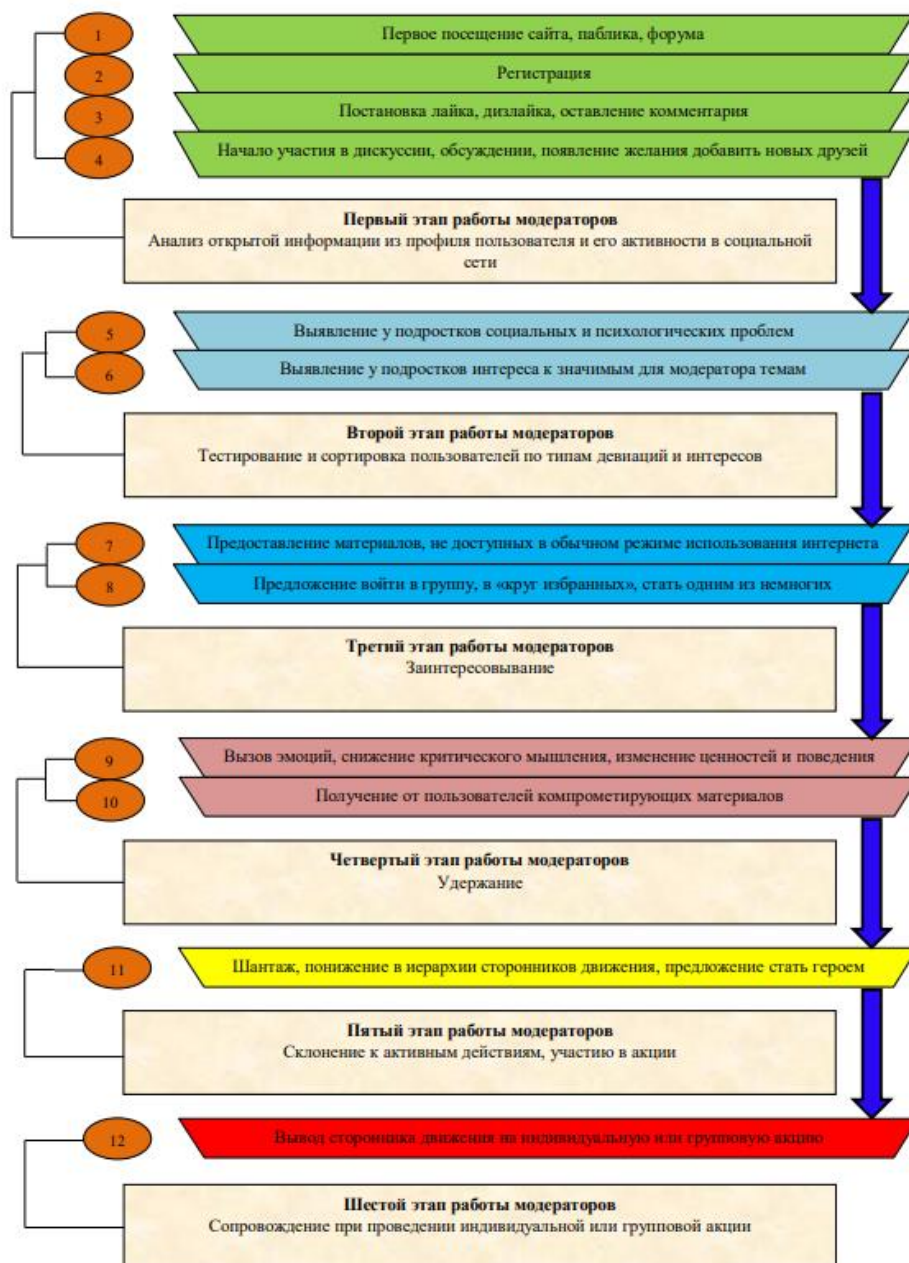 1
Первое посещение сайта, паблика, форума
2
Регистрация
3
Постановка лайка, дизлайка, оставление комментария
4
Начало участия в дискуссии, обсуждении, появление желания добавить новых друзей
Первый этап работы модераторов
Анализ открытой информации из профиля пользователя и его активности в социальной
сети
5
Выявление у подростков социальных и психологических проблем
6
Выявление у подростков интереса к значимым для модератора темам
Второй этап работы модераторов
Тестирование и сортировка пользователей по типам девиаций и интересов
7
Предоставление материалов, не доступных в обычном режиме использования интернета
8
Предложение войти в группу, в «круг избранных», стать одним из немногих
Третий этап работы модераторов
Заинтересовывание
9
Вызов эмоций, снижение критического мышления, изменение ценностей и поведения
10
Получение от пользователей компрометирующих материалов
Четвертый этап работы модераторов
Удержание
11
Шантаж, понижение в иерархии сторонников движения, предложение стать героем
Пятый этап работы модераторов
Склонение к активным действиям, участию в акции
12
Вывод сторонника движения на индивидуальную или групповую акцию
Шестой этап работы модераторов
Сопровождение при проведении индивидуальной или групповой акции